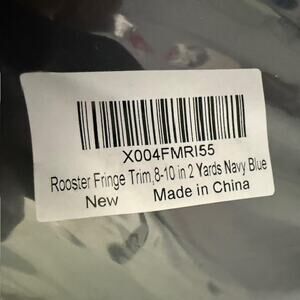 X004FMRI55
Rooster Fringe Trim,8-10 in 2 Yards Navy Blue
New Made in China